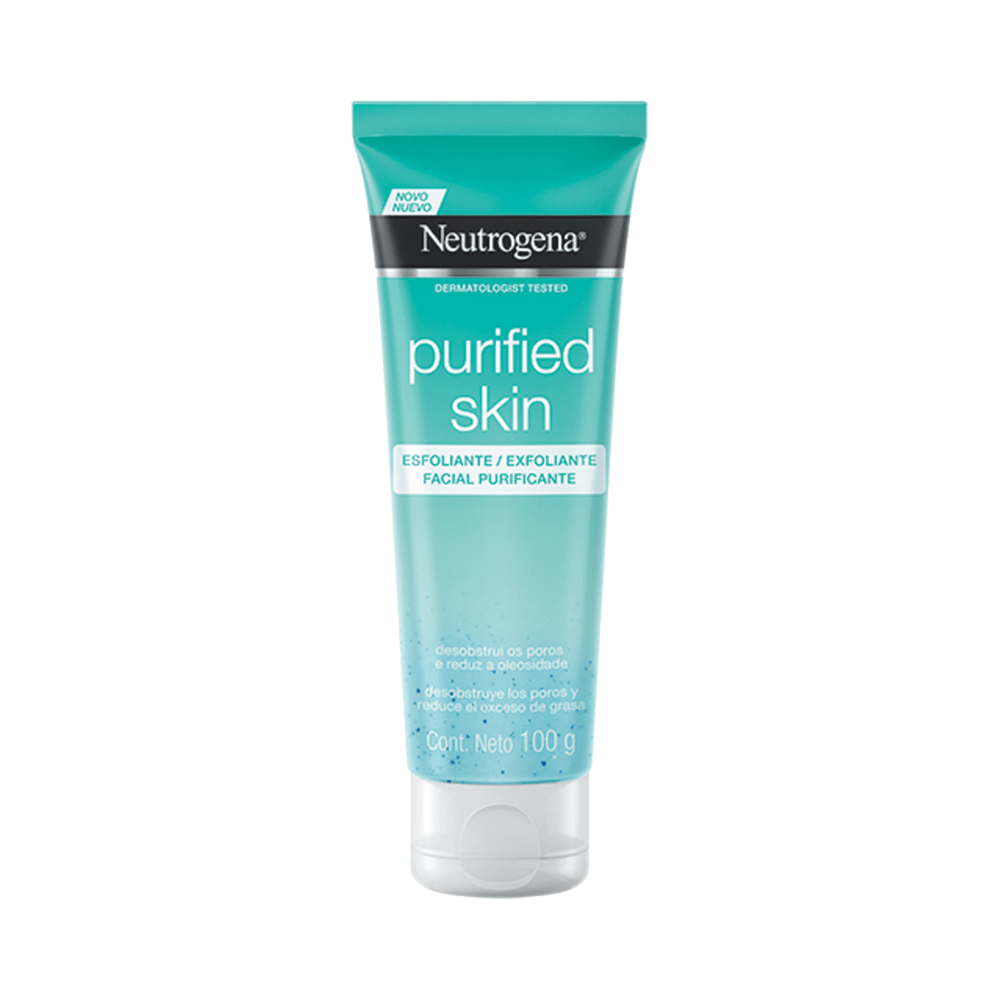 NOVO
NUEVO
Neutrogena®
DERMATOLOGIST TESTED
purified
skin
ESFOLIANTE / EXFOLIANTE
FACIAL PURIFICANTE
desobstrui os poros
e reduz a oleosidade
desobstruye los poros y
reduce el exceso de grasa
Cont. Neto 100 g